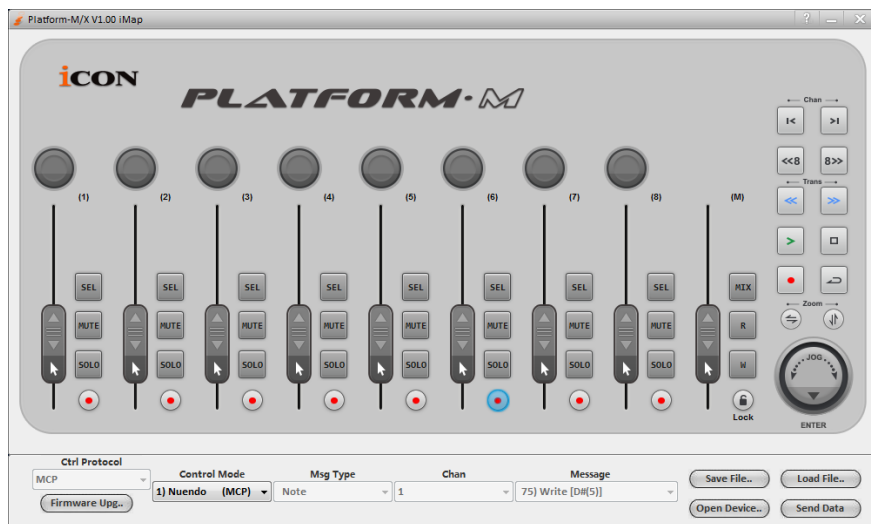 Platform-M/X V1.00 iMap
? _ X
iCON
PLATFORM·M
Chan
I< >I
<<8 8>>
Trans
<< >>
(1) (2) (3) (4) (5) (6) (7) (8) (M)
>
SEL SEL SEL SEL SEL SEL SEL SEL MIX
Zoom
MUTE MUTE MUTE MUTE MUTE MUTE MUTE MUTE R
SOLO SOLO SOLO SOLO SOLO SOLO SOLO SOLO W
JOG
Lock
ENTER
Ctrl Protocol
MCP
Firmware Upg..
Control Mode
1) Nuendo (MCP)
Msg Type
Note
Chan
1
Message
75) Write [D#(5)]
Save File.. Load File..
Open Device.. Send Data